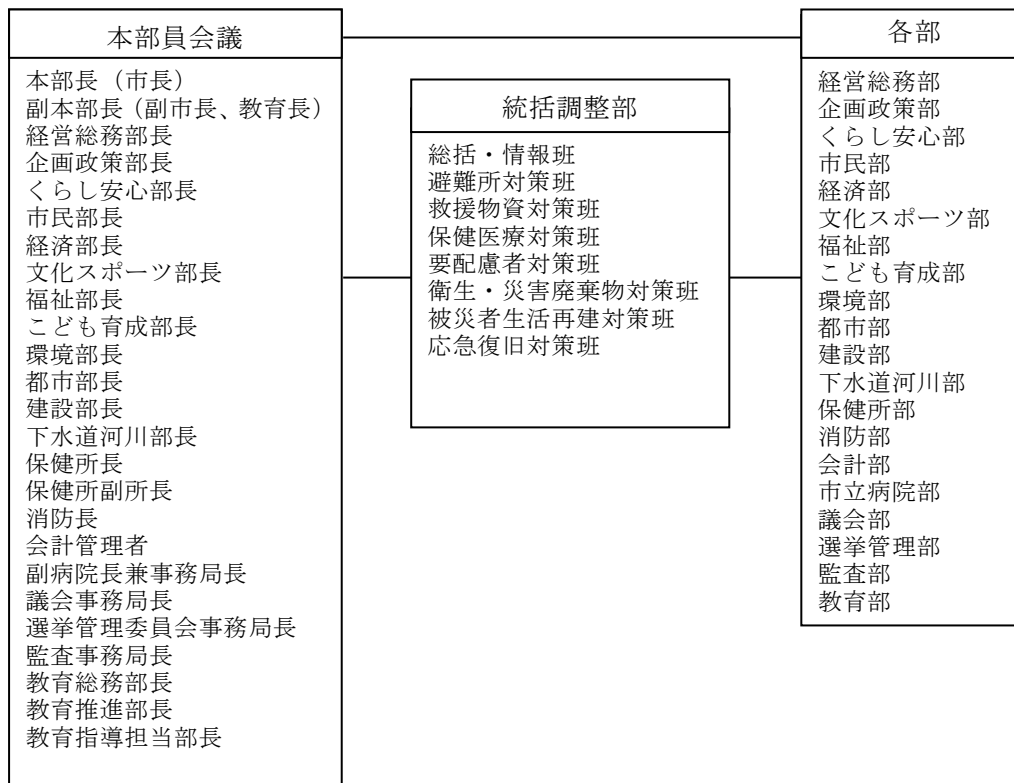 本部員会議
本部長（市長）
副本部長（副市長、教育長）
経営総務部長
企画政策部長
くらし安心部長
市民部長
経済部長
文化スポーツ部長
福祉部長
こども育成部長
環境部長
都市部長
建設部長
下水道河川部長
保健所長
保健所副所長
消防長
会計管理者
副病院長兼事務局長
議会事務局長
選挙管理委員会事務局長
監査事務局長
教育総務部長
教育推進部長
教育指導担当部長
統括調整部
総括・情報班
避難所対策班
救援物資対策班
保健医療対策班
要配慮者対策班
衛生・災害廃棄物対策班
被災者生活再建対策班
応急復旧対策班
各部
経営総務部
企画政策部
くらし安心部
市民部
経済部
文化スポーツ部
福祉部
こども育成部
環境部
都市部
建設部
下水道河川部
保健所部
消防部
会計部
市立病院部
議会部
選挙管理部
監査部
教育部